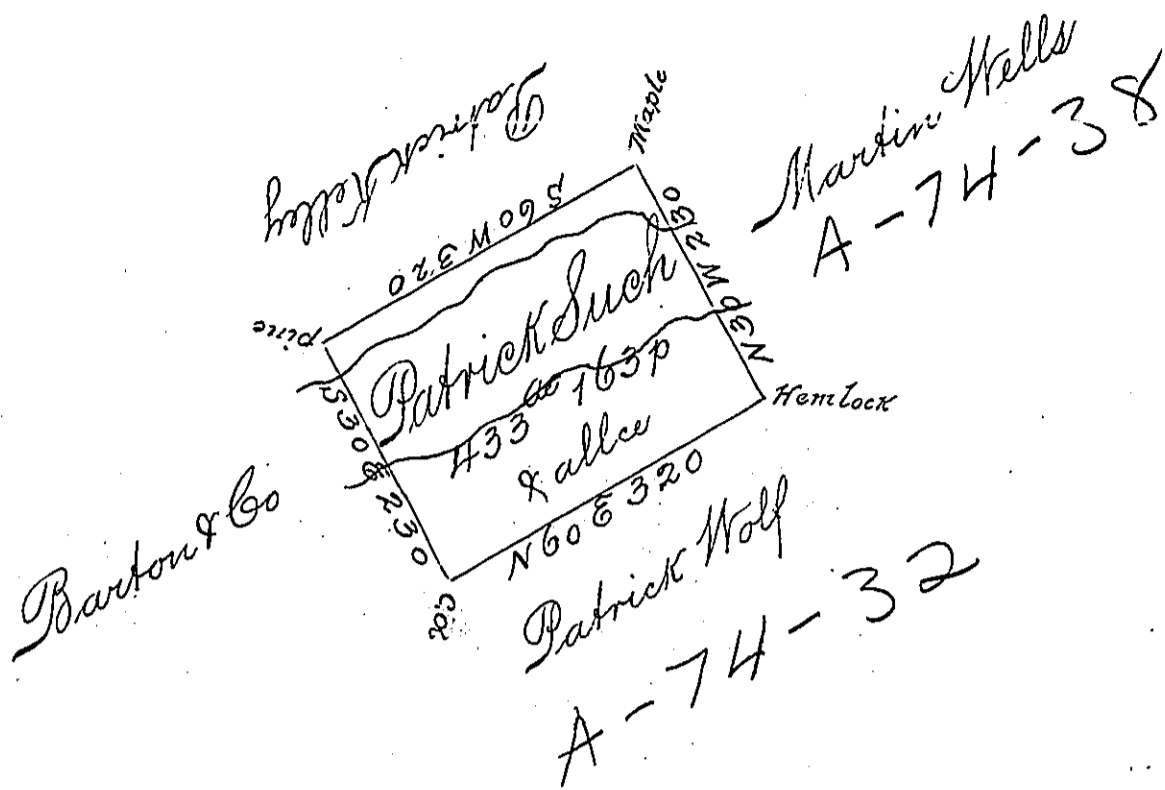 Patrick Kelley
Maple
Martin Wells
A-74-38
S 60 W 320
pine
Patrick Such
433 a 163 p
& allce
N 30 W 230
Hemlock
S 30 E 230
Barton & Co
N 60 E 320
Patrick Wolf
A-74-32